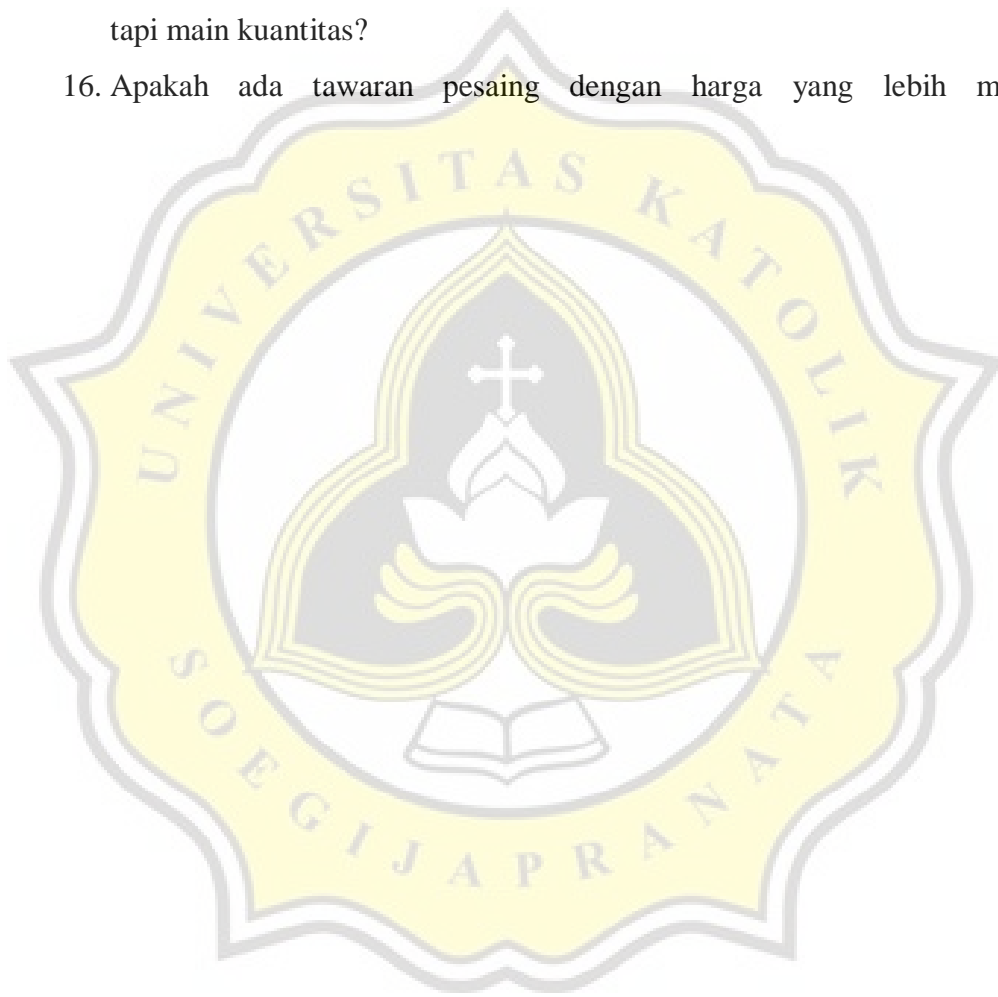 tapi main kuantitas?
16. Apakah ada tawaran pesaing dengan harga yang lebih m
UNIVERSITAS KATOLIK
SOEGIJAPRANATA